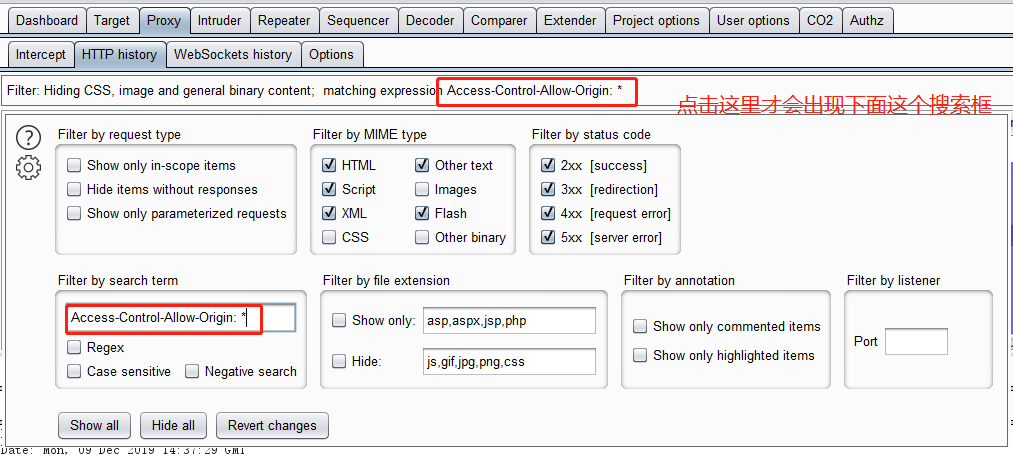 Dashboard Target Proxy Intruder Repeater Sequencer Decoder Comparer Extender Project options User options CO2 Authz
Intercept HTTP history WebSockets history Options
Filter: Hiding CSS, image and general binary content; matching expression Access-Control-Allow-Origin: *
点击这里才会出现下面这个搜索框
Filter by request type Filter by MIME type Filter by status code
Show only in-scope items HTML Other text 2xx [success]
Hide items without responses Script Images 3xx [redirection]
Show only parameterized requests XML Flash 4xx [request error]
CSS Other binary 5xx [server error]
Filter by search term Filter by file extension Filter by annotation Filter by listener
Access-Control-Allow-Origin: * Show only: asp,aspx,jsp,php Show only commented items
Regex Hide: js,gif,jpg,png,css Show only highlighted items Port
Case sensitive Negative search
Show all Hide all Revert changes
Date: Mon, 09 Dec 2019 14:37:29 GMT